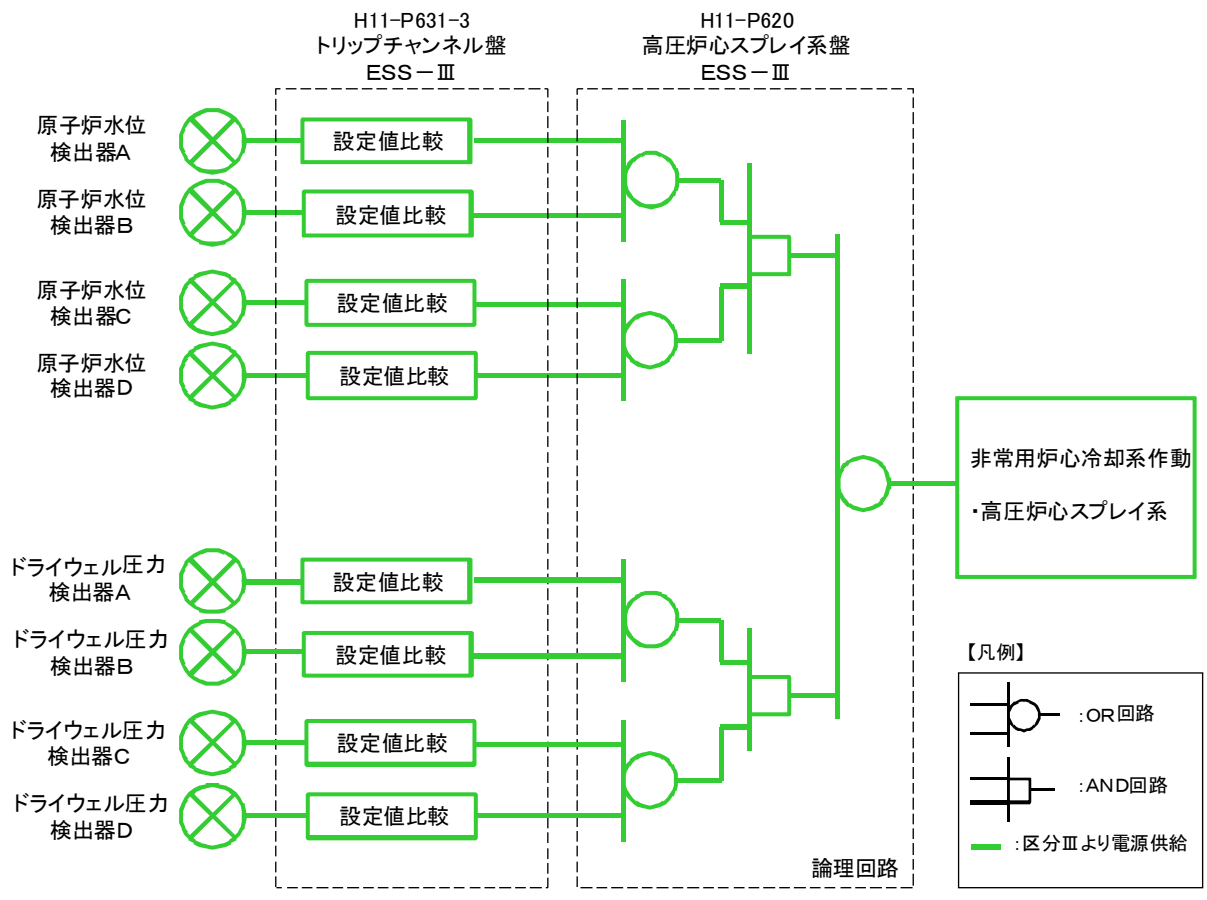 H11-P631-3
トリップチャンネル盤
ESS－Ⅲ
H11-P620
高圧炉心スプレイ系盤
ESS－Ⅲ
原子炉水位
検出器A
設定値比較
原子炉水位
検出器B
設定値比較
原子炉水位
検出器C
設定値比較
原子炉水位
検出器D
設定値比較
非常用炉心冷却系作動
・高圧炉心スプレイ系
ドライウェル圧力
検出器A
設定値比較
ドライウェル圧力
検出器B
設定値比較
ドライウェル圧力
検出器C
設定値比較
ドライウェル圧力
検出器D
設定値比較
論理回路
【凡例】
:OR回路
:AND回路
:区分Ⅲより電源供給